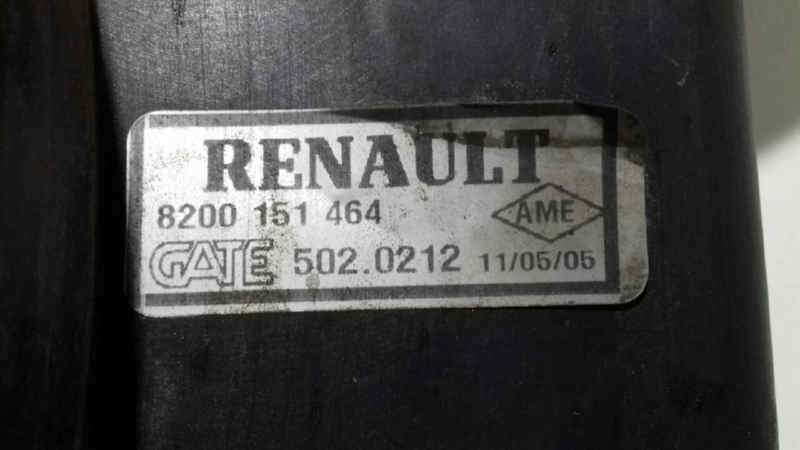 RENAULT
8200 151 464 AME
GATE 502.0212 11/05/05